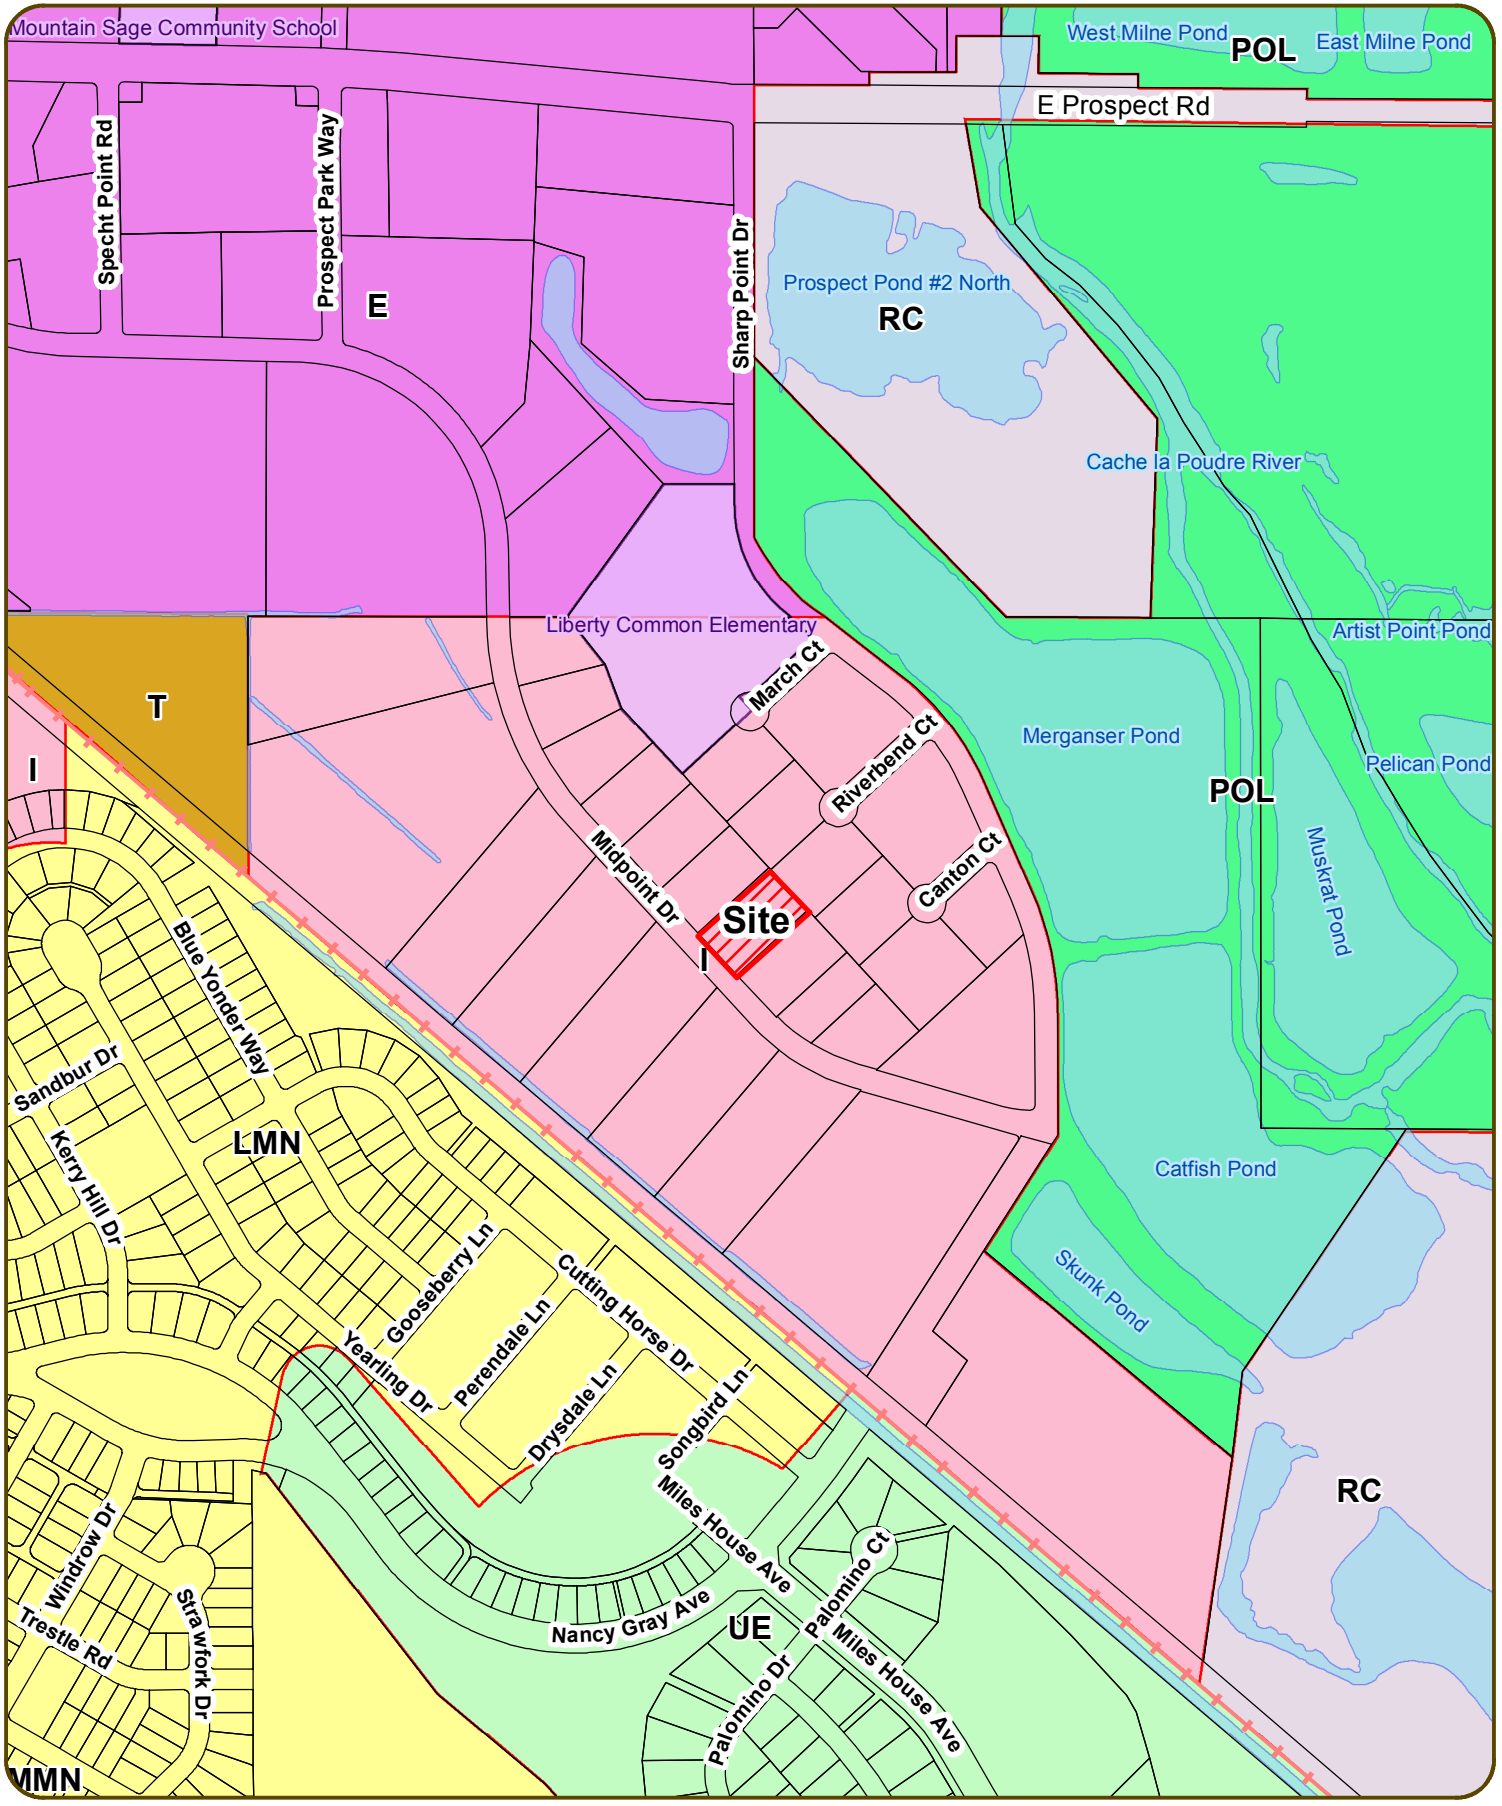 Mountain Sage Community School
West Milne Pond
POL
East Milne Pond
E Prospect Rd
Specht Point Rd
Prospect Park Way
Sharp Point Dr
E
Prospect Pond #2 North
RC
Cache la Poudre River
Liberty Common Elementary
Artist Point Pond
March Ct
T
Riverbend Ct
Merganser Pond
Pelican Pond
I
POL
Midpoint Dr
Canton Ct
Muskrat Pond
Site
I
Blue Yonder Way
Sandbur Dr
LMN
Kerry Hill Dr
Catfish Pond
Gooseberry Ln
Cutting Horse Dr
Skunk Pond
Perendale Ln
Yearling Dr
Drysdale Ln
Songbird Ln
RC
Miles House Ave
Windrow Dr
Palomino Ct
Strawfork Dr
Nancy Gray Ave
UE
Trestle Rd
Miles House Ave
Palomino Dr
MMN